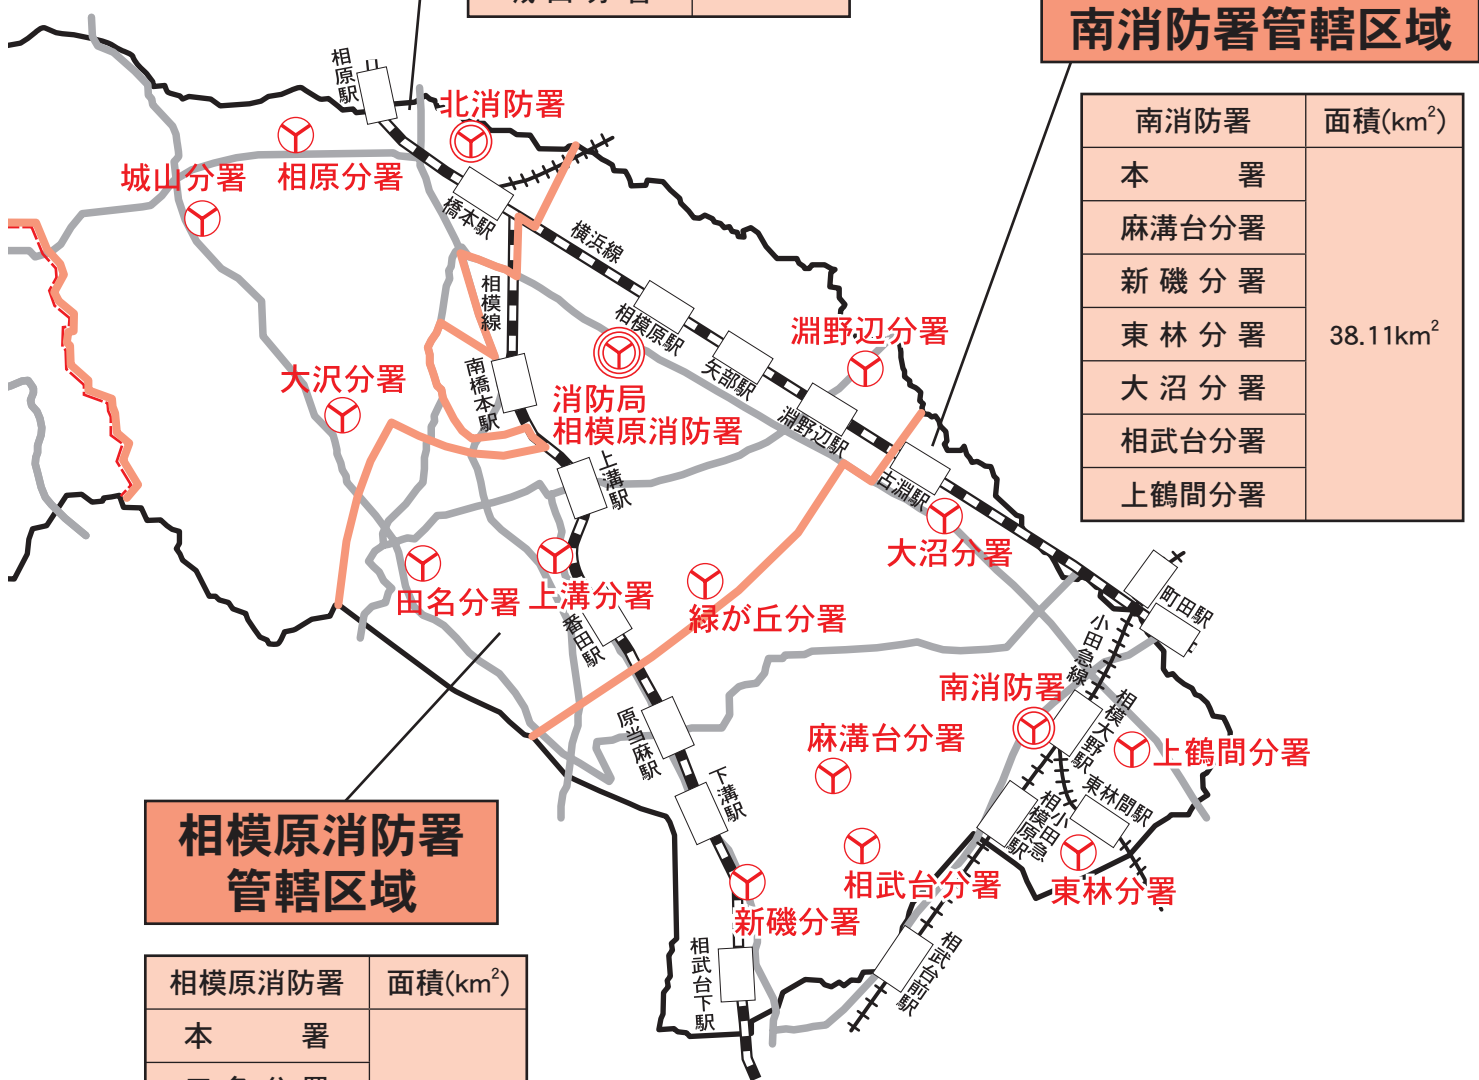 南消防署管轄区域
南消防署 面積(km²)
本 署
麻溝台分署
新磯分署
東林分署
大沼分署
相武台分署
上鶴間分署
38.11km²
相原駅
北消防署
城山分署
相原分署
橋本駅
横浜線
相模線
相模原駅
矢部駅
淵野辺分署
淵野辺駅
南橋本駅
大沢分署
消防局
相模原消防署
上溝駅
古淵駅
大沼分署
田名分署
上溝分署
番田駅
緑が丘分署
町田駅
小田急線
南消防署
相模大野駅
上鶴間分署
原当麻駅
麻溝台分署
下溝駅
東林間駅
小田急相模原駅
東林分署
相武台分署
新磯分署
相武台下駅
相武台前駅
相模原消防署
管轄区域
相模原消防署 面積(km²)
本 署